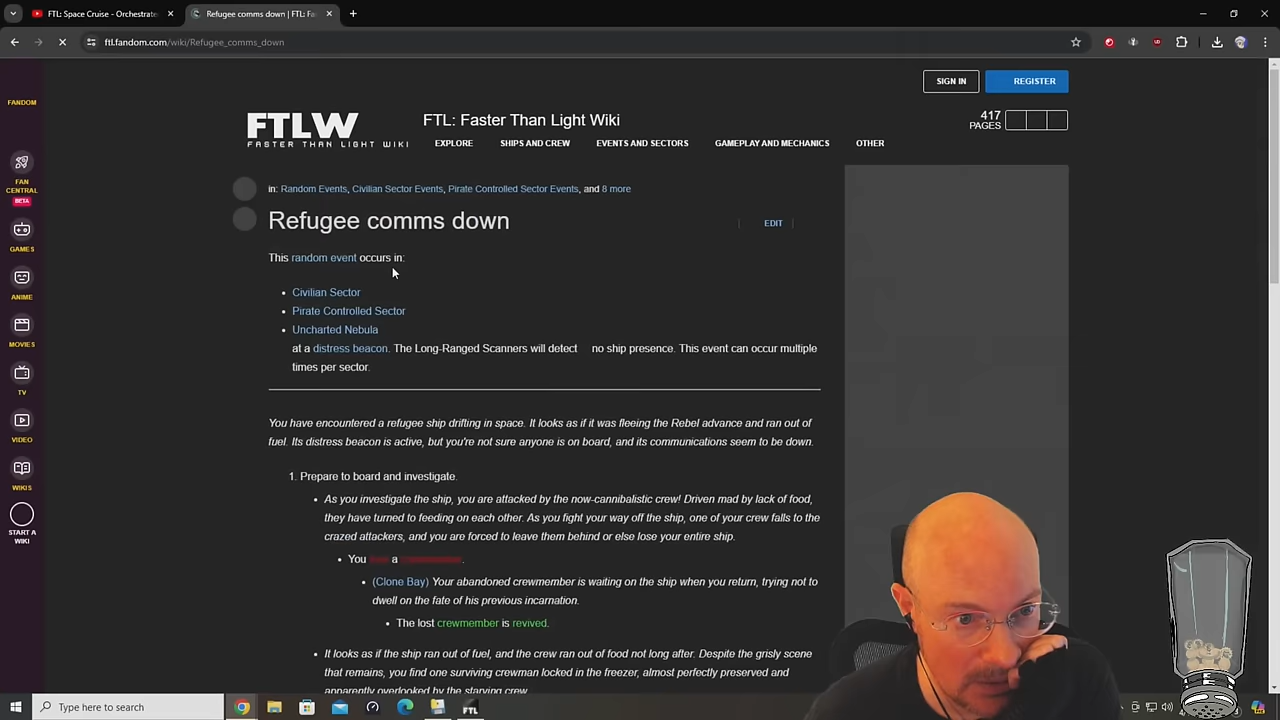 FTL: Space Cruise - Orchestrate
Refugee comms down | FTL: Fa
ftl.fandom.com/wiki/Refugee_comms_down
SIGN IN
REGISTER
FANDOM
FAN CENTRAL
BETA
GAMES
ANIME
MOVIES
TV
VIDEO
WIKIS
START A WIKI
FTLW
FASTER THAN LIGHT WIKI
FTL: Faster Than Light Wiki
417 PAGES
EXPLORE SHIPS AND CREW EVENTS AND SECTORS GAMEPLAY AND MECHANICS OTHER
in: Random Events, Civilian Sector Events, Pirate Controlled Sector Events, and 8 more
Refugee comms down
EDIT
This random event occurs in:
Civilian Sector
Pirate Controlled Sector
Uncharted Nebula
at a distress beacon. The Long-Ranged Scanners will detect no ship presence. This event can occur multiple
times per sector.
You have encountered a refugee ship drifting in space. It looks as if it was fleeing the Rebel advance and ran out of
fuel. Its distress beacon is active, but you're not sure anyone is on board, and its communications seem to be down.
1. Prepare to board and investigate.
As you investigate the ship, you are attacked by the now-cannibalistic crew! Driven mad by lack of food,
they have turned to feeding on each other. As you fight your way off the ship, one of your crew falls to the
crazed attackers, and you are forced to leave them behind or else lose your entire ship.
You a .
(Clone Bay) Your abandoned crewmember is waiting on the ship when you return, trying not to
dwell on the fate of his previous incarnation.
The lost crewmember is revived.
It looks as if the ship ran out of fuel, and the crew ran out of food not long after. Despite the grisly scene
that remains, you find one surviving crewman locked in the freezer, almost perfectly preserved and
apparently overlooked by the starving crew.
Type here to search
FTL